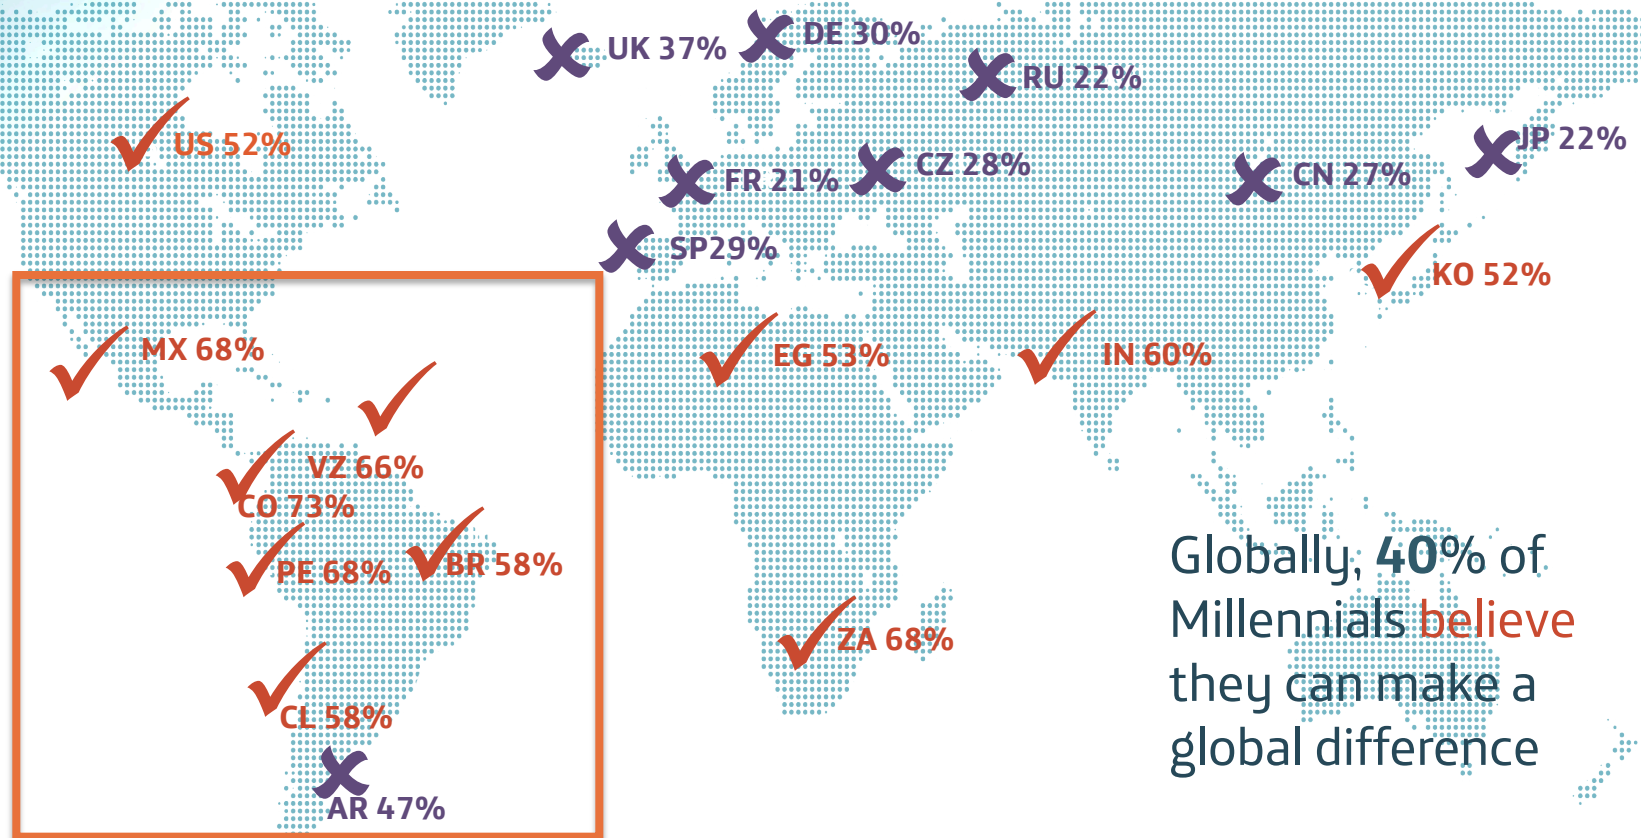 UK 37%
DE 30%
RU 22%
US 52%
JP 22%
FR 21%
CZ 28%
CN 27%
SP29%
KO 52%
MX 68%
EG 53%
IN 60%
VZ 66%
CO 73%
PE 68%
BR 58%
ZA 68%
CL 58%
AR 47%
Globally, 40% of
Millennials believe
they can make a
global difference